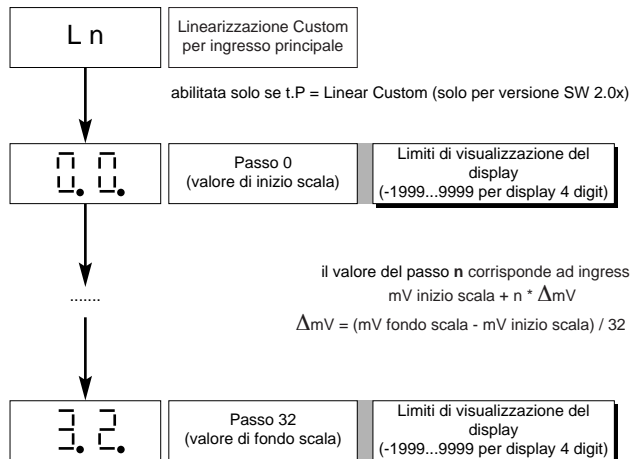 L n
Linearizzazione Custom
per ingresso principale
abilitata solo se t.P = Linear Custom (solo per versione SW 2.0x)
0.0.
Passo 0
(valore di inizio scala)
Limiti di visualizzazione del
display
(-1999...9999 per display 4 digit)
.......
il valore del passo n corrisponde ad ingress
mV inizio scala + n * ΔmV
ΔmV = (mV fondo scala - mV inizio scala) / 32
3.2.
Passo 32
(valore di fondo scala)
Limiti di visualizzazione del
display
(-1999...9999 per display 4 digit)